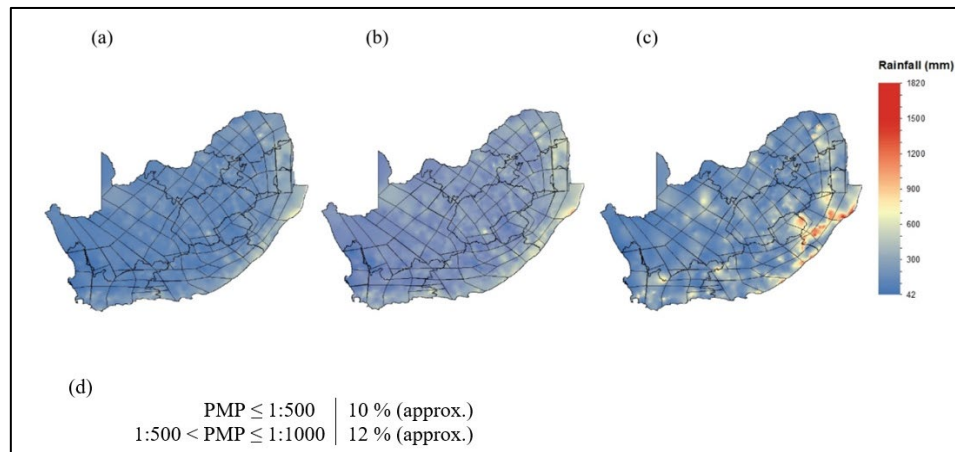 (a)
(b)
(c)
Rainfall (mm)
1820
1500
1200
900
600
300
42
(d)
PMP ≤ 1:500 | 10 % (approx.)
1:500 < PMP ≤ 1:1000 | 12 % (approx.)